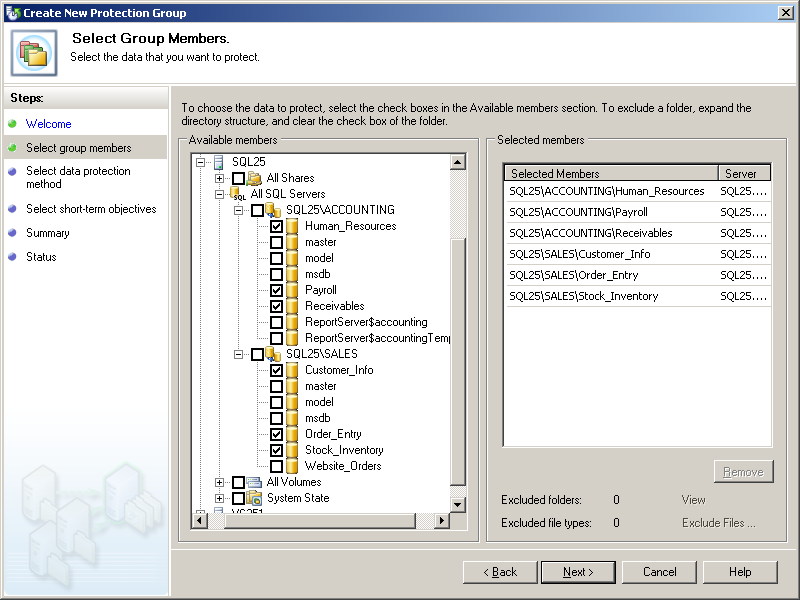 Create New Protection Group
Select Group Members.
Select the data that you want to protect.
Steps:
Welcome
Select group members
Select data protection
method
Select short-term objectives
Summary
Status
To choose the data to protect, select the check boxes in the Available members section. To exclude a folder, expand the
directory structure, and clear the check box of the folder.
Available members
SQL25
All Shares
SQL All SQL Servers
SQL25\ACCOUNTING
Human_Resources
master
model
msdb
Payroll
Receivables
ReportServer$accounting
ReportServer$accountingTemp
SQL25\SALES
Customer_Info
master
model
msdb
Order_Entry
Stock_Inventory
Website_Orders
All Volumes
System State
Selected members
Selected Members Server
SQL25\ACCOUNTING\Human_Resources SQL25....
SQL25\ACCOUNTING\Payroll SQL25....
SQL25\ACCOUNTING\Receivables SQL25....
SQL25\SALES\Customer_Info SQL25....
SQL25\SALES\Order_Entry SQL25....
SQL25\SALES\Stock_Inventory SQL25....
Remove
Excluded folders: 0 View
Excluded file types: 0 Exclude Files ...
< Back
Next >
Cancel
Help